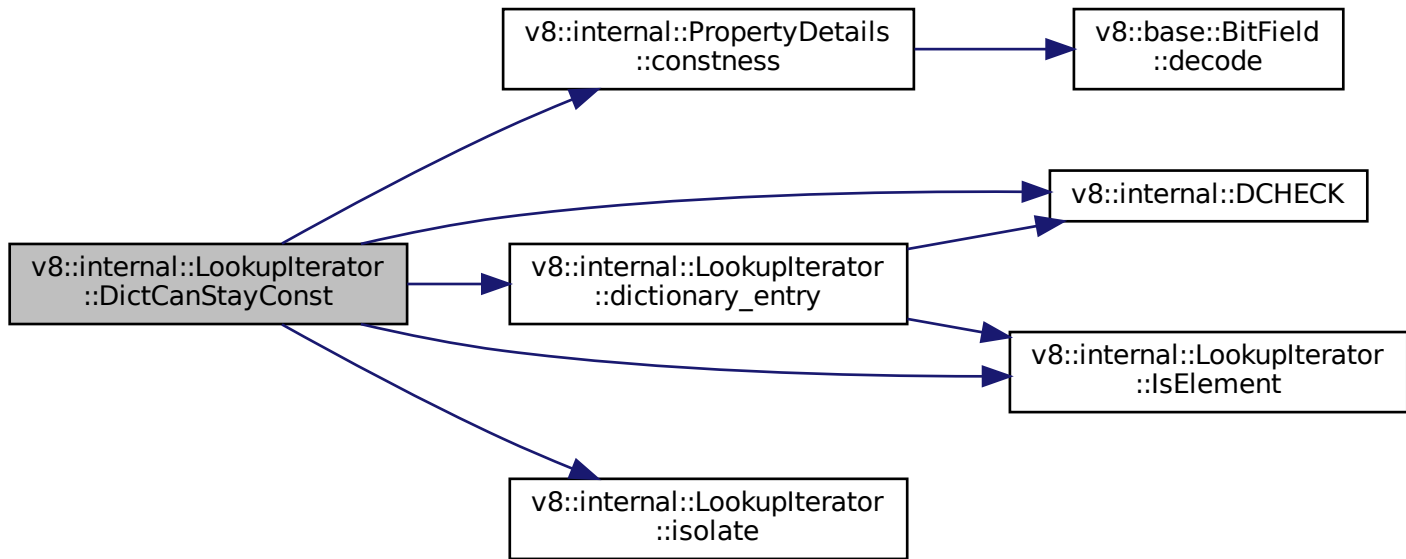 v8::internal::PropertyDetails
::constness
v8::base::BitField
::decode
v8::internal::DCHECK
v8::internal::LookupIterator
::DictCanStayConst
v8::internal::LookupIterator
::dictionary_entry
v8::internal::LookupIterator
::IsElement
v8::internal::LookupIterator
::isolate